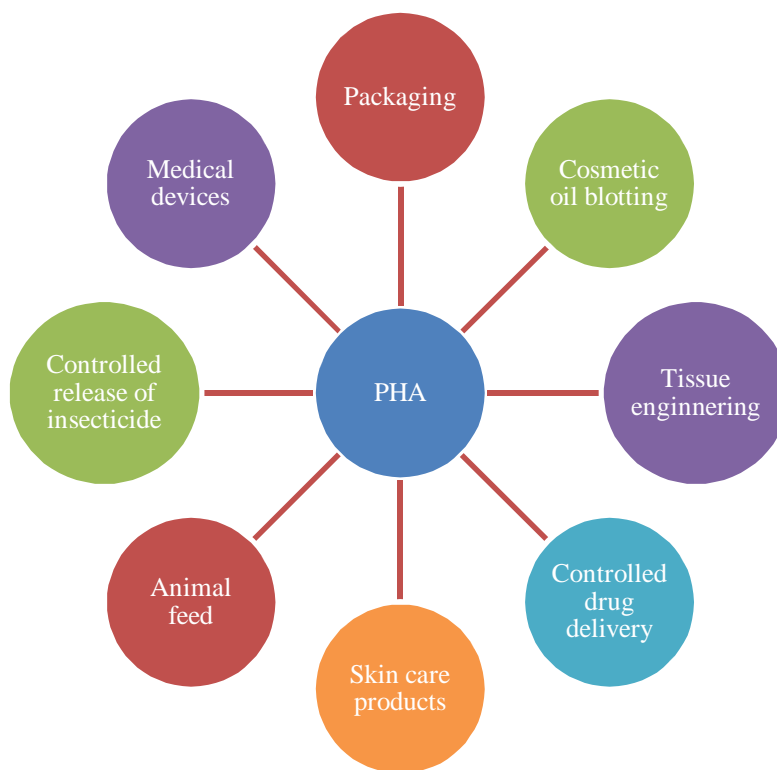 Packaging
Cosmetic
oil blotting
Tissue
enginnering
Controlled
drug
delivery
Skin care
products
Animal
feed
Controlled
release of
insecticide
Medical
devices
PHA